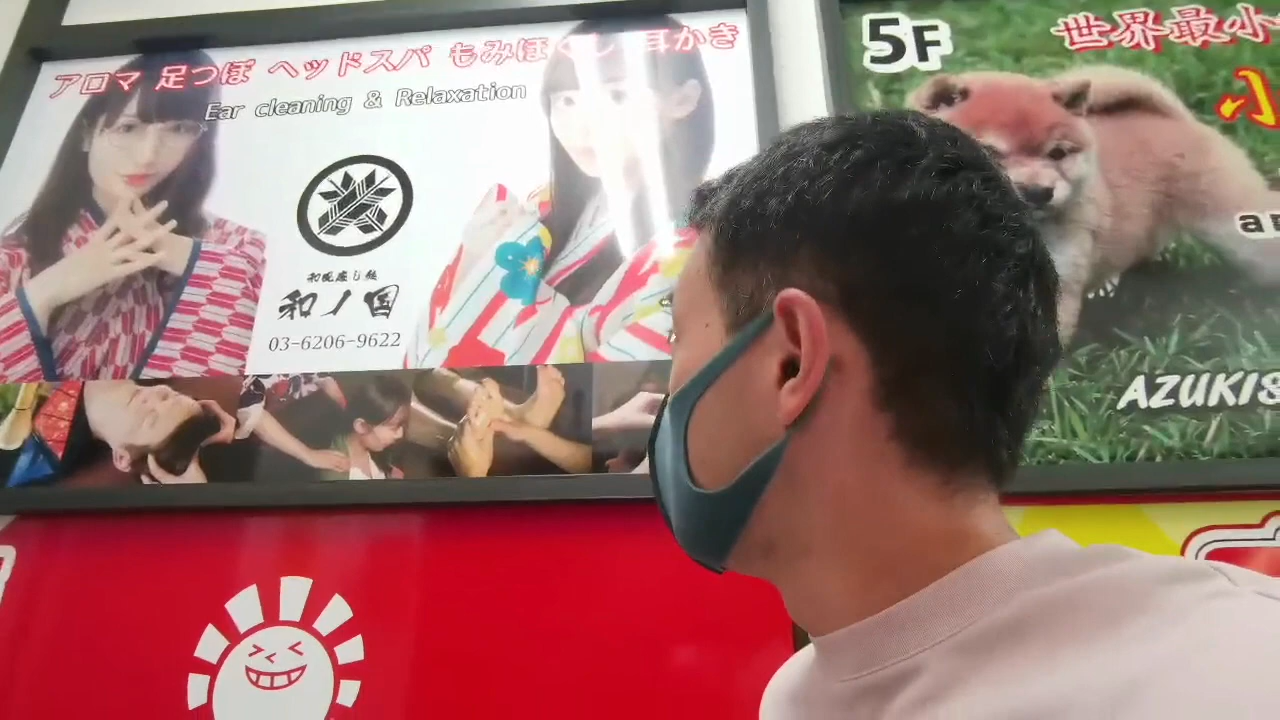 アロマ 足つぼ ヘッドスパ もみほぐし 耳かき
Ear cleaning & Relaxation
和ノ国
03-6206-9622
5F
世界最小
小
AZUKI